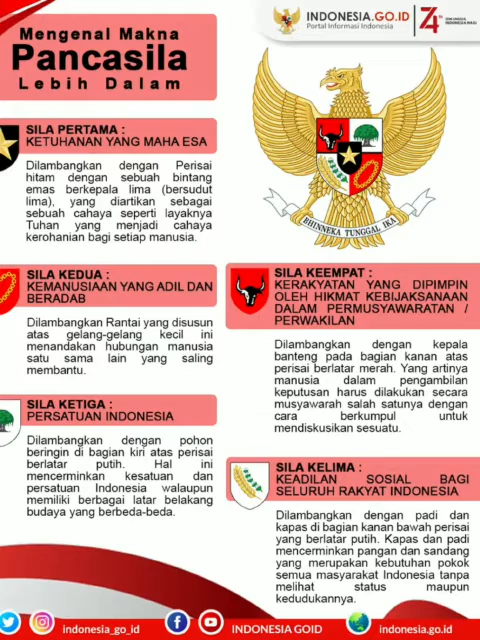 Mengenal Makna
Pancasila
Lebih Dalam
INDONESIA.GO.ID
Portal Informasi Indonesia
74
BHINNEKA TUNGGAL IKA
SILA PERTAMA :
KETUHANAN YANG MAHA ESA
Dilambangkan dengan Perisai
hitam dengan sebuah bintang
emas berkepala lima (bersudut
lima), yang diartikan sebagai
sebuah cahaya seperti layaknya
Tuhan yang menjadi cahaya
kerohanian bagi setiap manusia.
SILA KEDUA :
KEMANUSIAAN YANG ADIL DAN
BERADAB
Dilambangkan Rantai yang disusun
atas gelang-gelang kecil ini
menandakan hubungan manusia
satu sama lain yang saling
membantu.
SILA KETIGA :
PERSATUAN INDONESIA
Dilambangkan dengan pohon
beringin di bagian kiri atas perisai
berlatar putih. Hal ini
mencerminkan kesatuan dan
persatuan Indonesia walaupun
memiliki berbagai latar belakang
budaya yang berbeda-beda.
SILA KEEMPAT :
KERAKYATAN YANG DIPIMPIN
OLEH HIKMAT KEBIJAKSANAAN
DALAM PERMUSYAWARATAN /
PERWAKILAN
Dilambangkan dengan kepala
banteng pada bagian kanan atas
perisai berlatar merah. Yang artinya
manusia dalam pengambilan
keputusan harus dilakukan secara
musyawarah salah satunya dengan
cara berkumpul untuk
mendiskusikan sesuatu.
SILA KELIMA :
KEADILAN SOSIAL BAGI
SELURUH RAKYAT INDONESIA
Dilambangkan dengan padi dan
kapas di bagian kanan bawah perisai
yang berlatar putih. Kapas dan padi
mencerminkan pangan dan sandang
yang merupakan kebutuhan pokok
semua masyarakat Indonesia tanpa
melihat status maupun
kedudukannya.
indonesia_go_id
INDONESIA GOID
indonesia.go.id